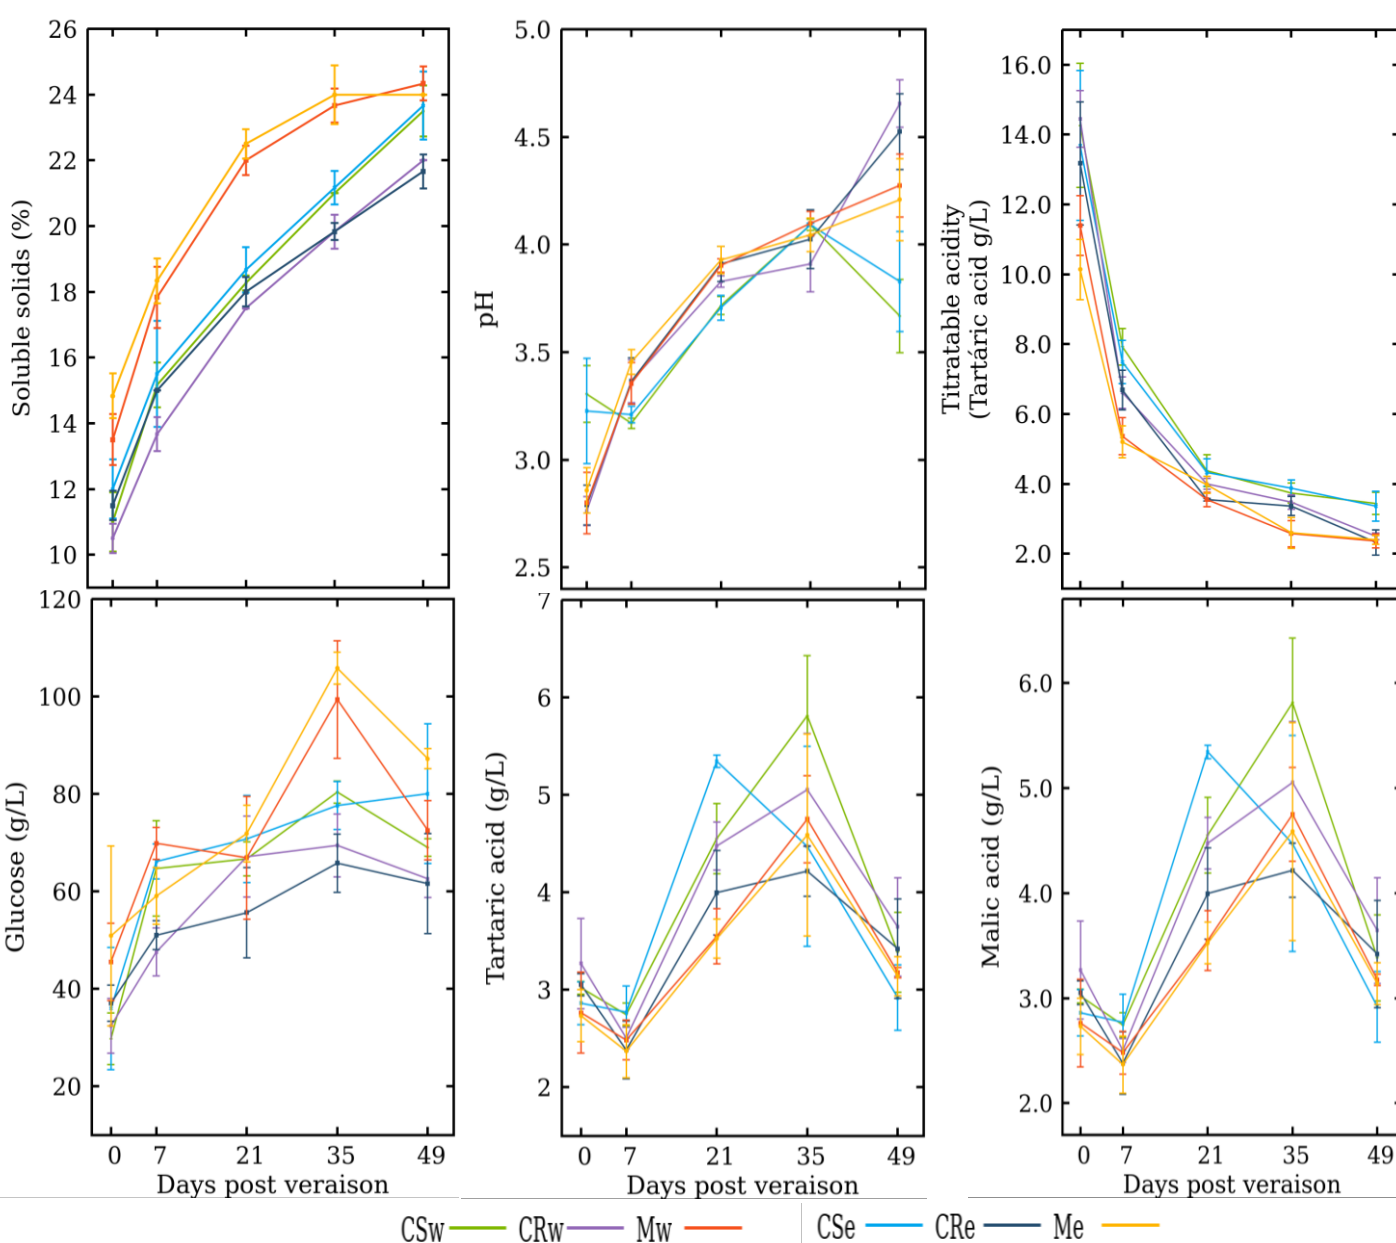 Soluble solids (%)
26
24
22
20
18
16
14
12
10
pH
5.0
4.5
4.0
3.5
3.0
2.5
Titratable acidity
(Tartáric acid g/L)
16.0
14.0
12.0
10.0
8.0
6.0
4.0
2.0
Glucose (g/L)
120
100
80
60
40
20
0 7 21 35 49
Days post veraison
Tartaric acid (g/L)
7
6
5
4
3
2
0 7 21 35 49
Days post veraison
Malic acid (g/L)
6.0
5.0
4.0
3.0
2.0
0 7 21 35 49
Days post veraison
CSw CRw Mw CSe CRe Me